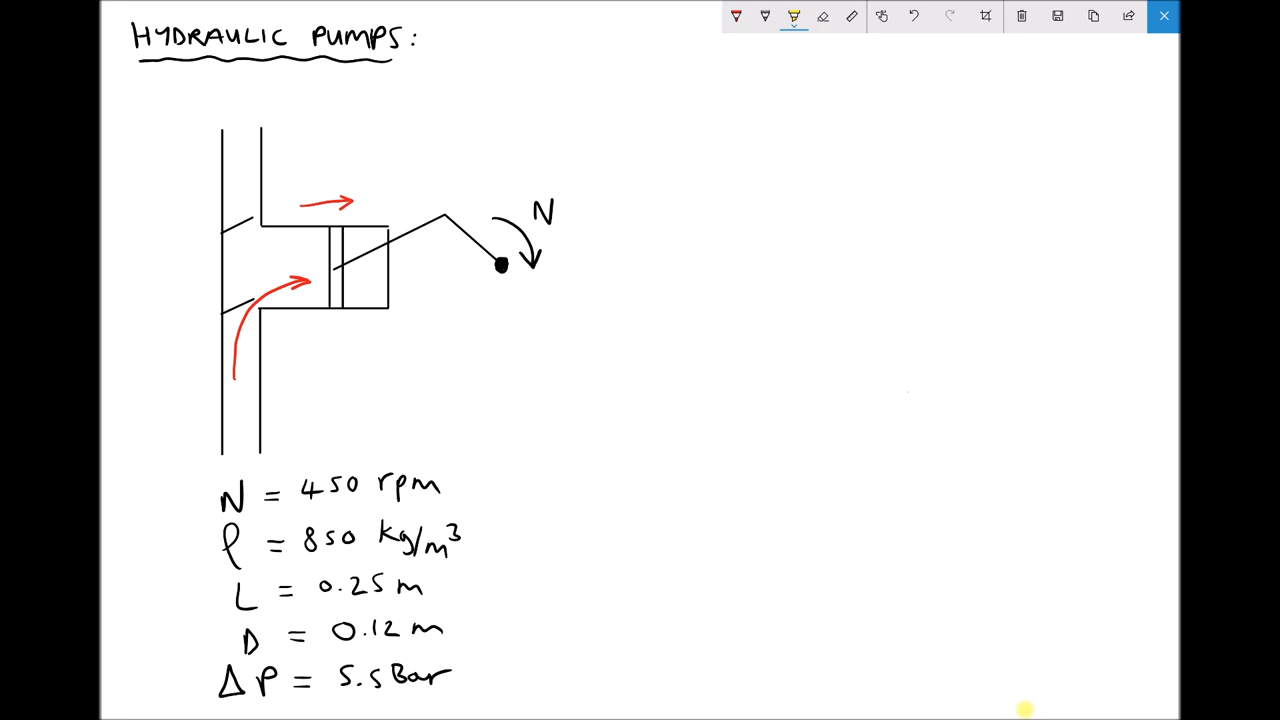 HYDRAULIC PUMPS:
N
N = 450 rpm
ρ = 850 kg/m³
L = 0.25 m
D = 0.12 m
ΔP = 5.5 Bar